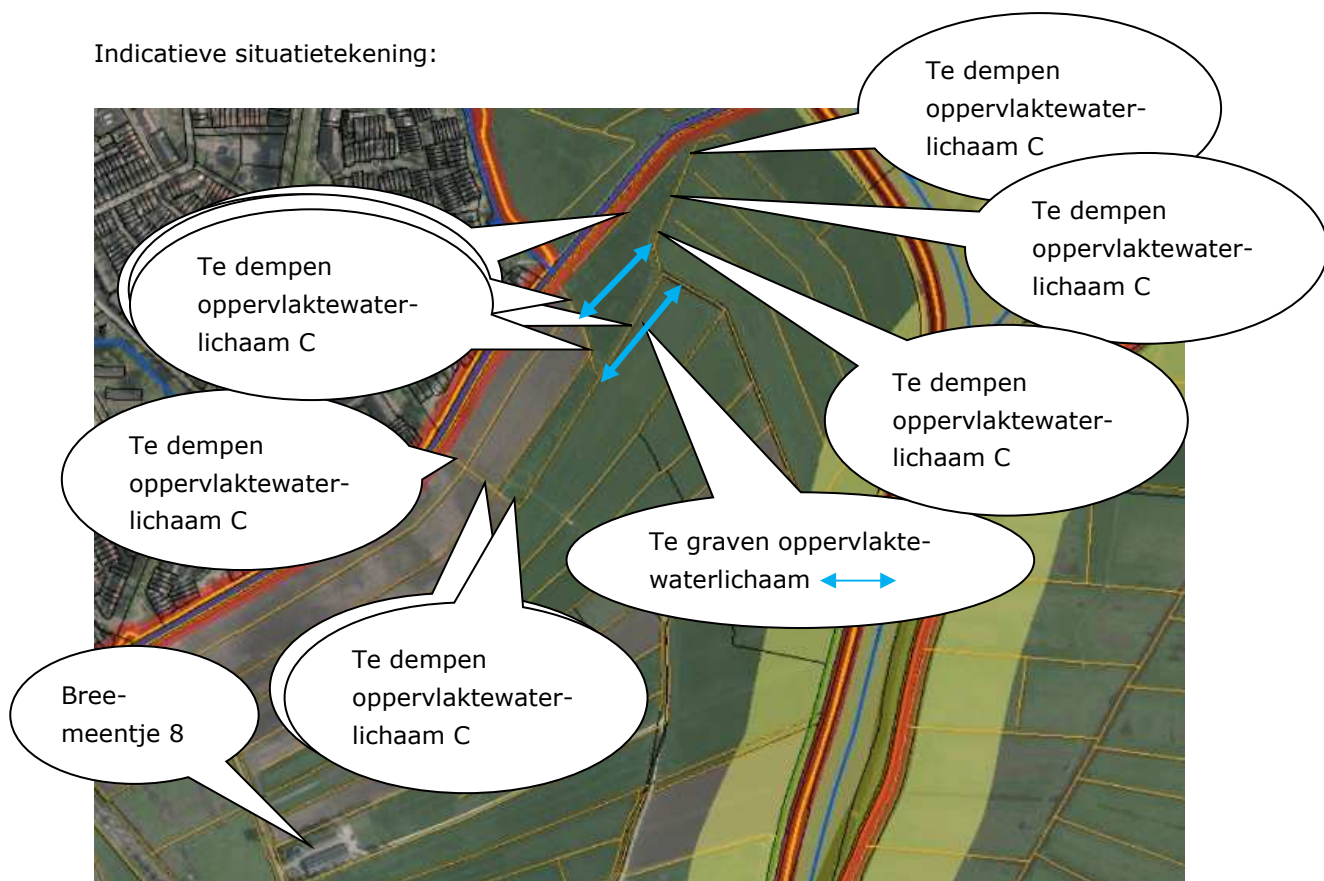 Indicatieve situatietekening:
Te dempen
oppervlaktewater-
lichaam C
Te dempen
oppervlaktewater-
lichaam C
Te dempen
oppervlaktewater-
lichaam C
Te dempen
oppervlaktewater-
lichaam C
Te dempen
oppervlaktewater-
lichaam C
Te graven oppervlakte-
waterlichaam
Te dempen
oppervlaktewater-
lichaam C
Bree-
meentje 8